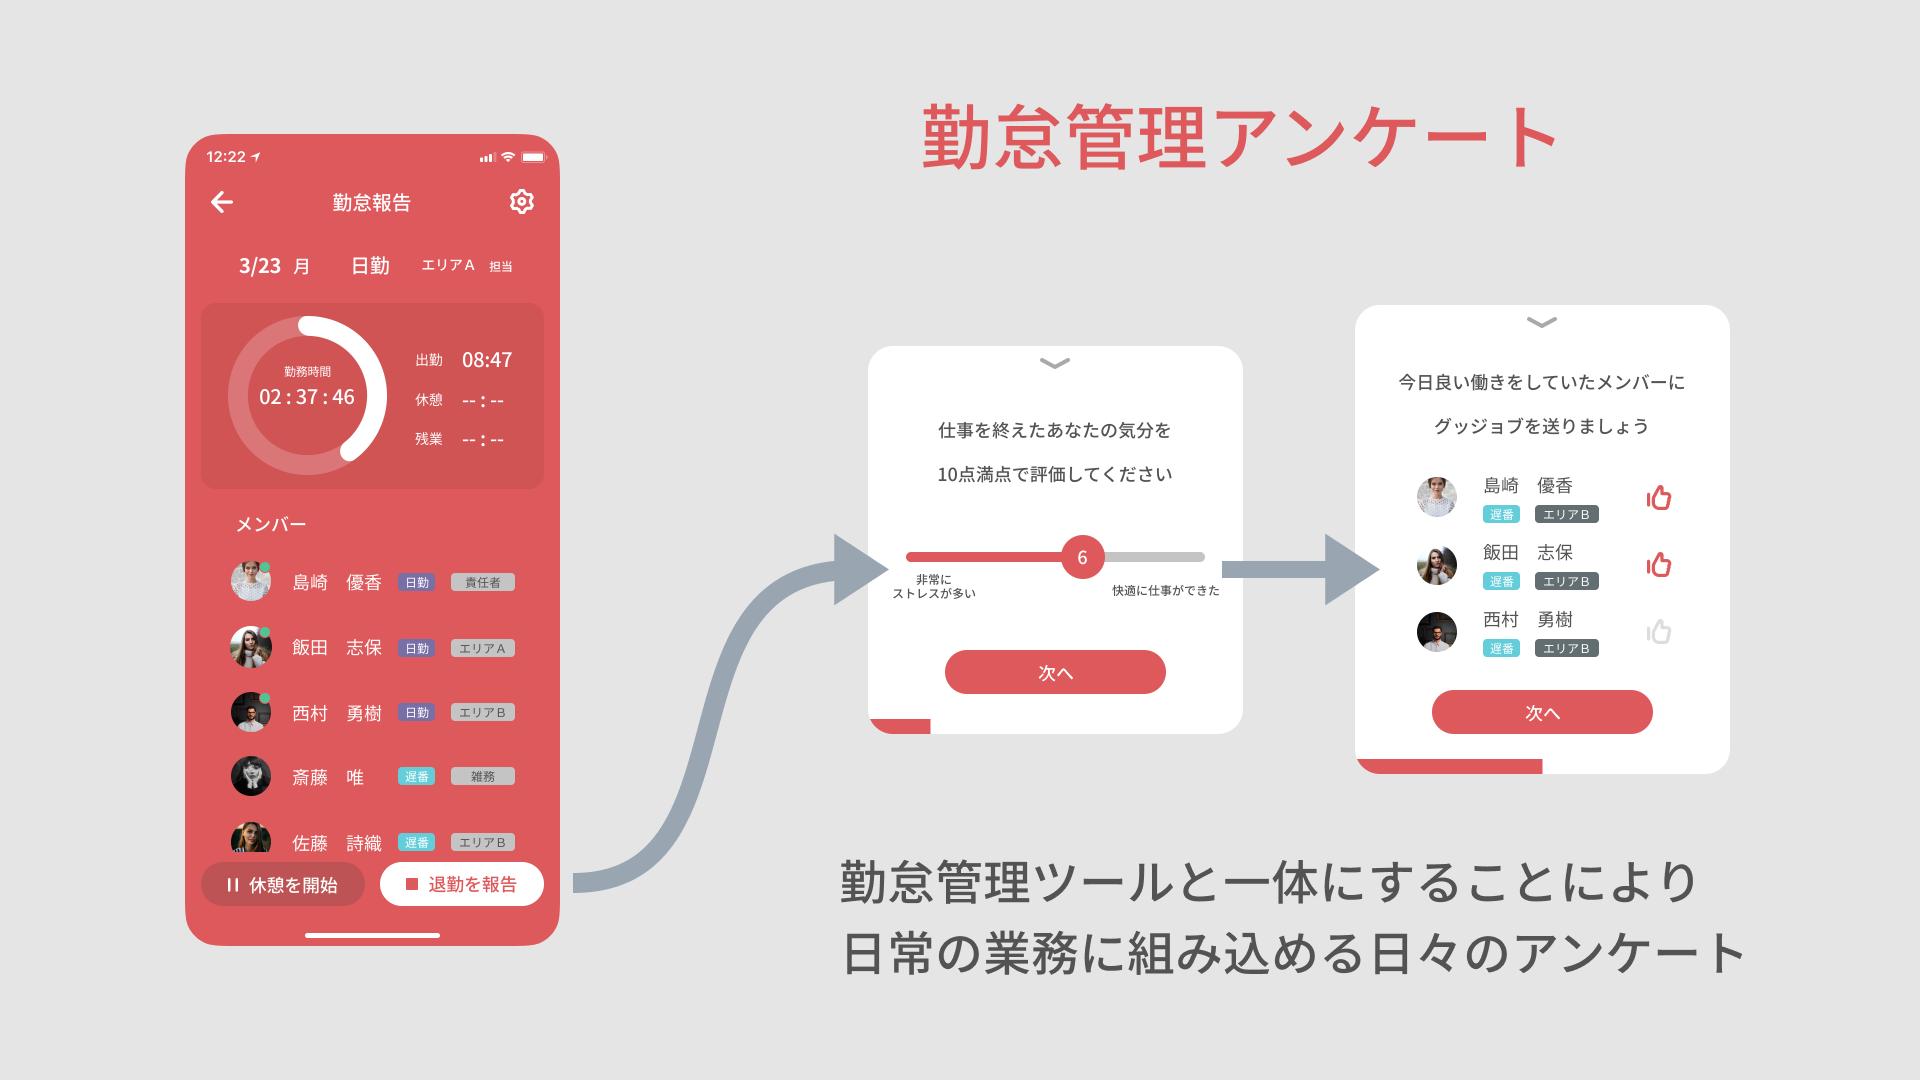 勤怠管理アンケート
12:22
勤怠報告
3/23 月 日勤 エリアA 担当
勤務時間
02:37:46
出勤 08:47
休憩 --:--
残業 --:--
メンバー
島崎 優香 日勤 責任者
飯田 志保 日勤 エリアA
西村 勇樹 日勤 エリアB
斎藤 唯 遅番 雑務
佐藤 詩織 遅番 エリアB
休憩を開始
退勤を報告
仕事を終えたあなたの気分を
10点満点で評価してください
6
非常に
ストレスが多い
快適に仕事ができた
次へ
今日良い働きをしていたメンバーに
グッジョブを送りましょう
島崎 優香
遅番 エリアB
飯田 志保
遅番 エリアB
西村 勇樹
遅番 エリアB
次へ
勤怠管理ツールと一体にすることにより
日常の業務に組み込める日々のアンケート